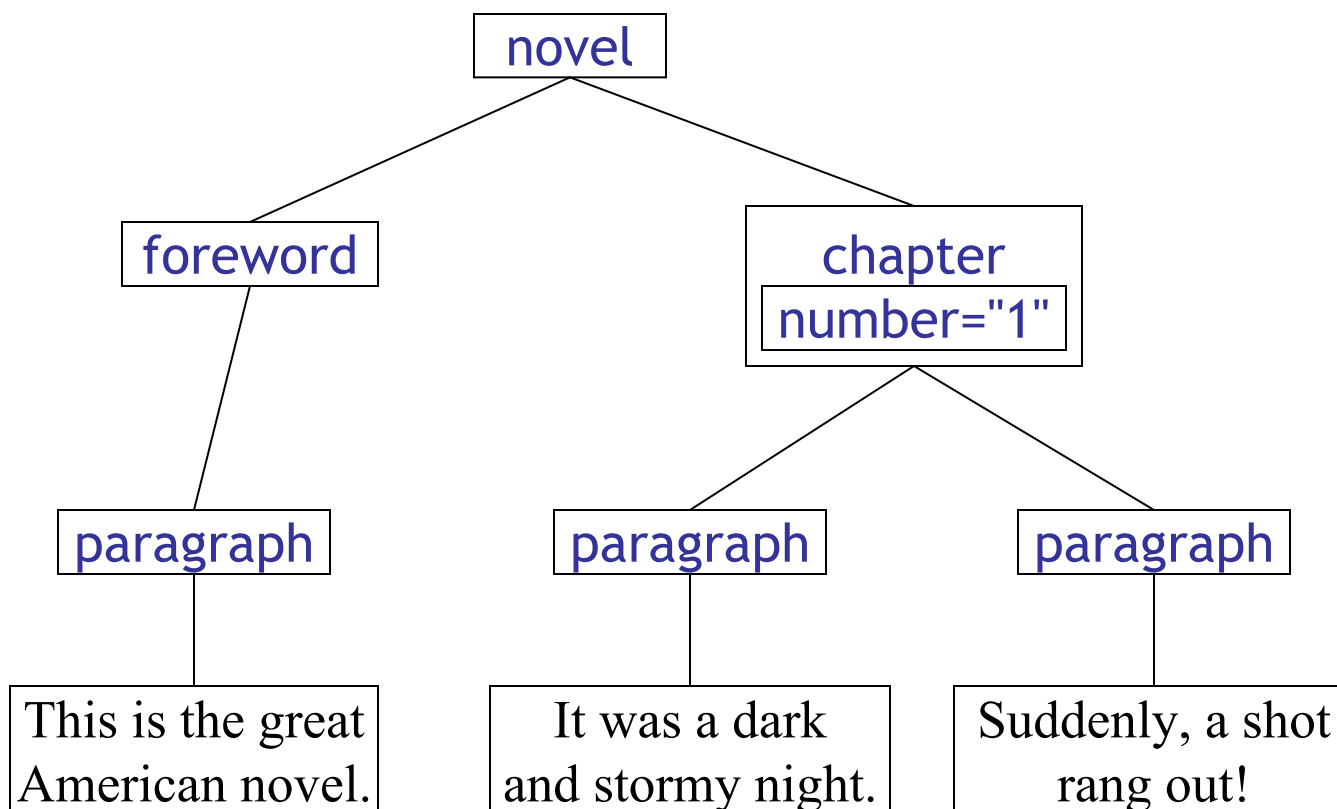 novel
foreword
chapter
number="1"
paragraph
paragraph
paragraph
This is the great
American novel.
It was a dark
and stormy night.
Suddenly, a shot
rang out!